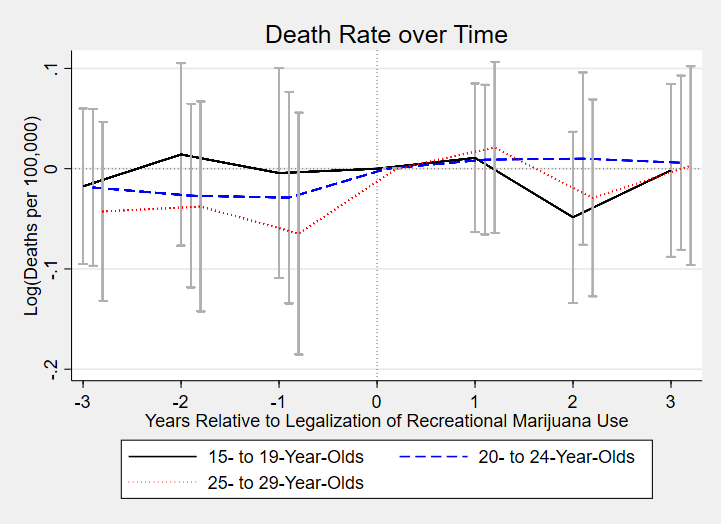 Death Rate over Time
Log(Deaths per 100,000)
.1
0
-.1
-.2
-3 -2 -1 0 1 2 3
Years Relative to Legalization of Recreational Marijuana Use
15- to 19-Year-Olds 20- to 24-Year-Olds
25- to 29-Year-Olds